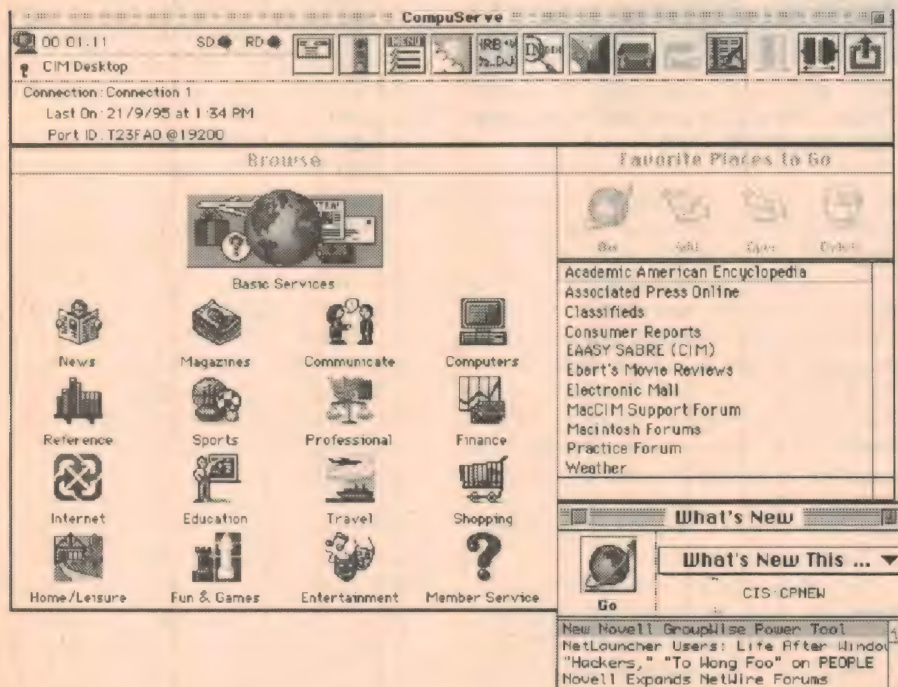 CompuServe
00:01:11 SD RD MENU
CIM Desktop
Connection: Connection 1
Last On: 21/9/95 at 1:34 PM
Port ID: T23FA0 @19200
Browse
Basic Services
News Magazines Communicate Computers
Reference Sports Professional Finance
Internet Education Travel Shopping
Home/Leisure Fun & Games Entertainment Member Service
Favorite Places to Go
Go Add Delete
Academic American Encyclopedia
Associated Press Online
Classifieds
Consumer Reports
EAASY SABRE (CIM)
Ebert's Movie Reviews
Electronic Mall
MacCIM Support Forum
Macintosh Forums
Practice Forum
Weather
What's New
What's New This ...
Go
CIS:CPNEW
New Novell GroupWise Power Tool
NetLauncher Users: Life After Window
"Hackers," "To Wong Foo" on PEOPLE
Novell Expands NetWire Forums